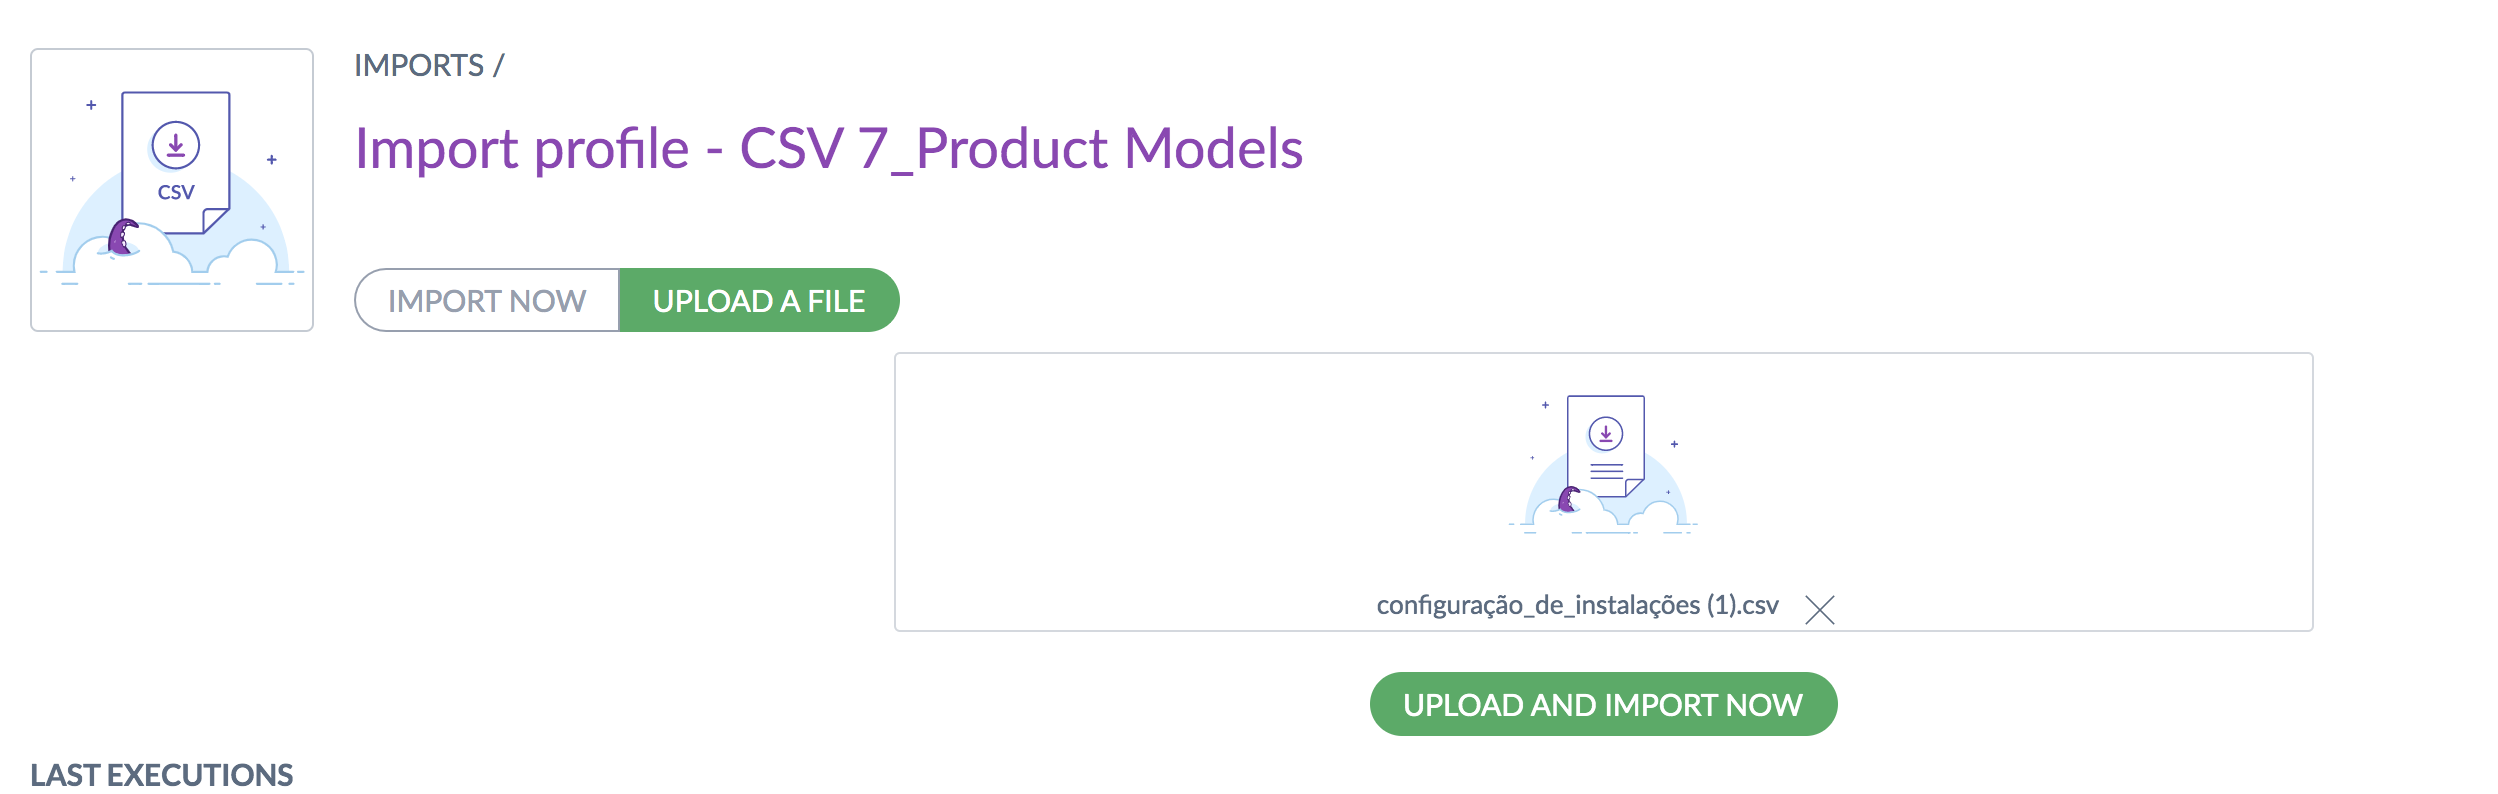 IMPORTS /
Import profile - CSV 7_Product Models
CSV
IMPORT NOW
UPLOAD A FILE
configuração_de_instalações (1).csv
UPLOAD AND IMPORT NOW
LAST EXECUTIONS